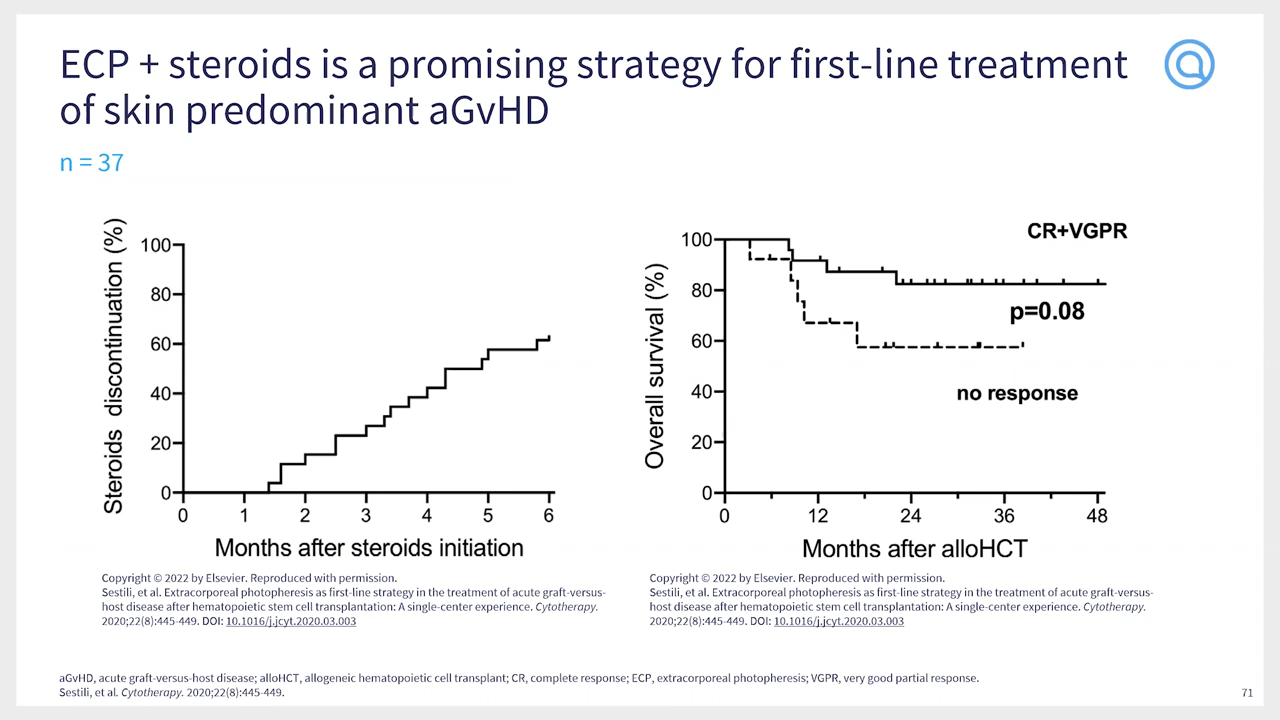 ECP + steroids is a promising strategy for first-line treatment
of skin predominant aGvHD
n = 37
Steroids discontinuation (%)
100
80
60
40
20
0
0 1 2 3 4 5 6
Months after steroids initiation
Overall survival (%)
100
80
60
40
20
0
CR+VGPR
p=0.08
no response
0 12 24 36 48
Months after alloHCT
Copyright © 2022 by Elsevier. Reproduced with permission.
Sestili, et al. Extracorporeal photopheresis as first-line strategy in the treatment of acute graft-versus-
host disease after hematopoietic stem cell transplantation: A single-center experience. Cytotherapy.
2020;22(8):445-449. DOI: 10.1016/j.jcyt.2020.03.003
Copyright © 2022 by Elsevier. Reproduced with permission.
Sestili, et al. Extracorporeal photopheresis as first-line strategy in the treatment of acute graft-versus-
host disease after hematopoietic stem cell transplantation: A single-center experience. Cytotherapy.
2020;22(8):445-449. DOI: 10.1016/j.jcyt.2020.03.003
aGvHD, acute graft-versus-host disease; alloHCT, allogeneic hematopoietic cell transplant; CR, complete response; ECP, extracorporeal photopheresis; VGPR, very good partial response.
Sestili, et al. Cytotherapy. 2020;22(8):445-449.
71